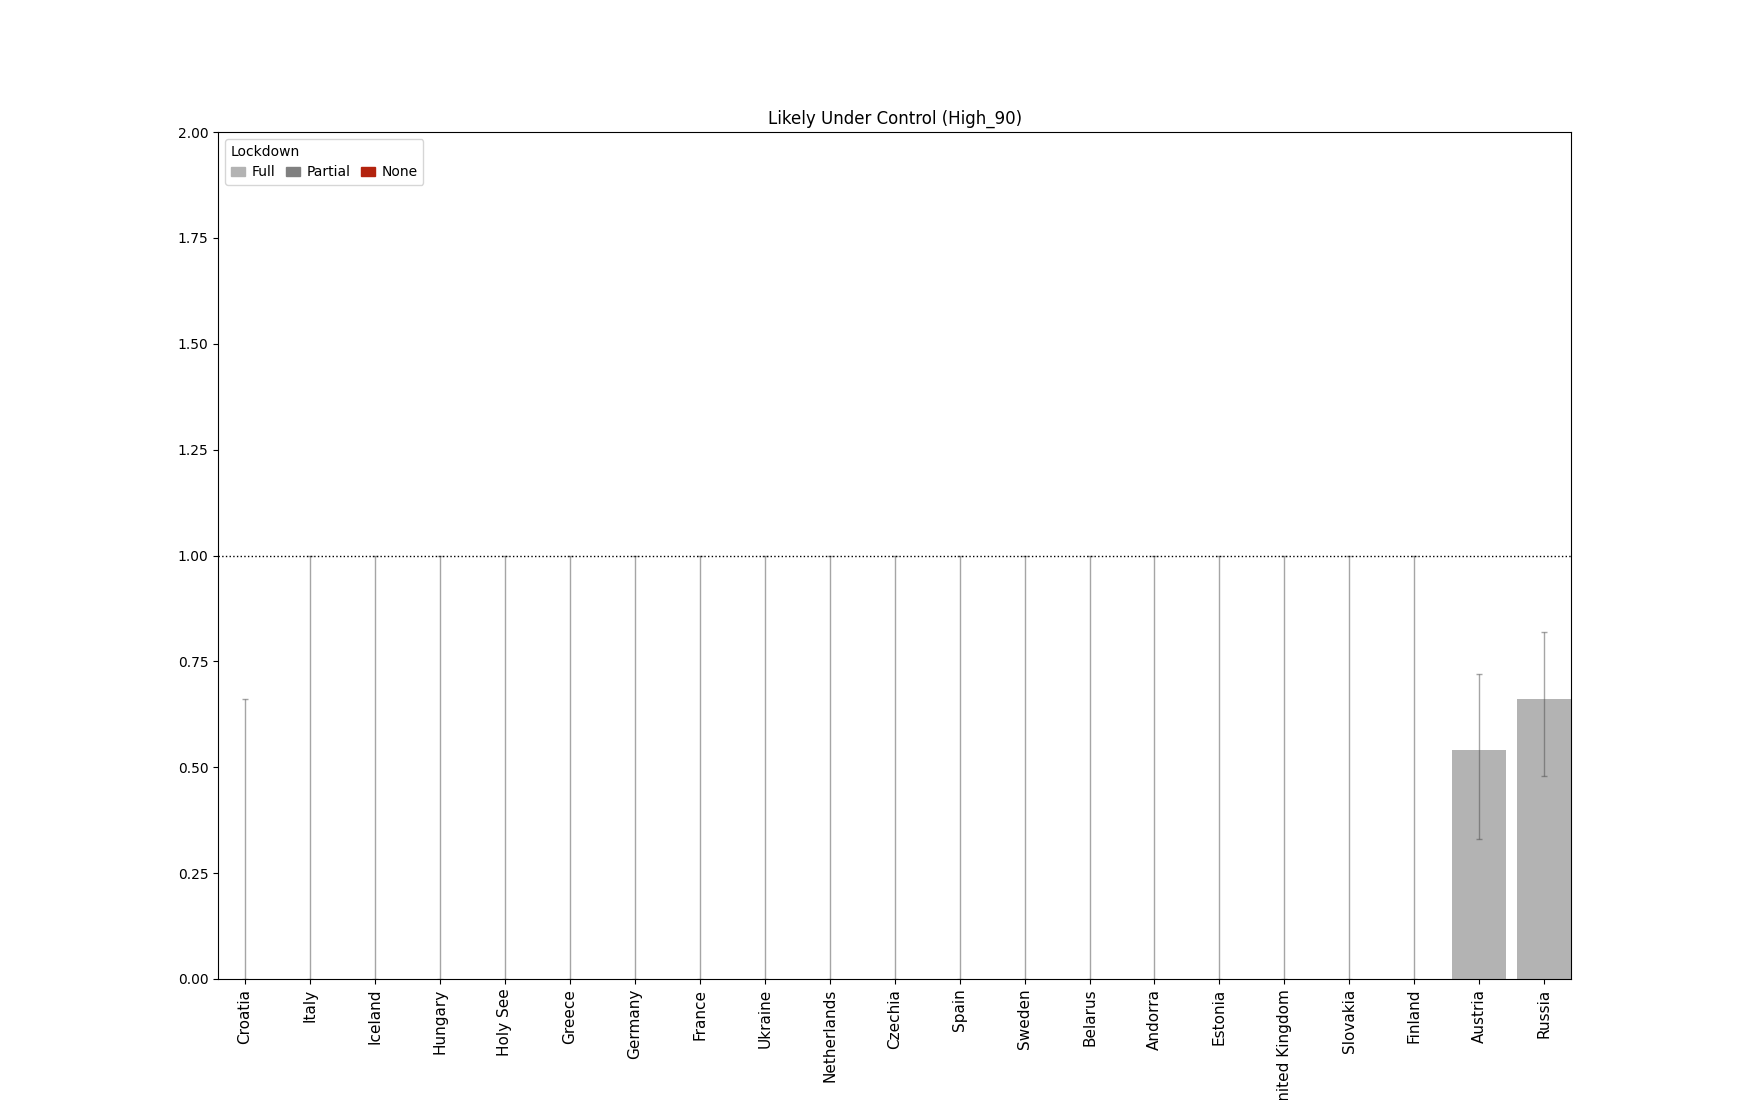 Likely Under Control (High_90)
Lockdown
Full Partial None
2.00
1.75
1.50
1.25
1.00
0.75
0.50
0.25
0.00
Croatia
Italy
Iceland
Hungary
Holy See
Greece
Germany
France
Ukraine
Netherlands
Czechia
Spain
Sweden
Belarus
Andorra
Estonia
nited Kingdom
Slovakia
Finland
Austria
Russia